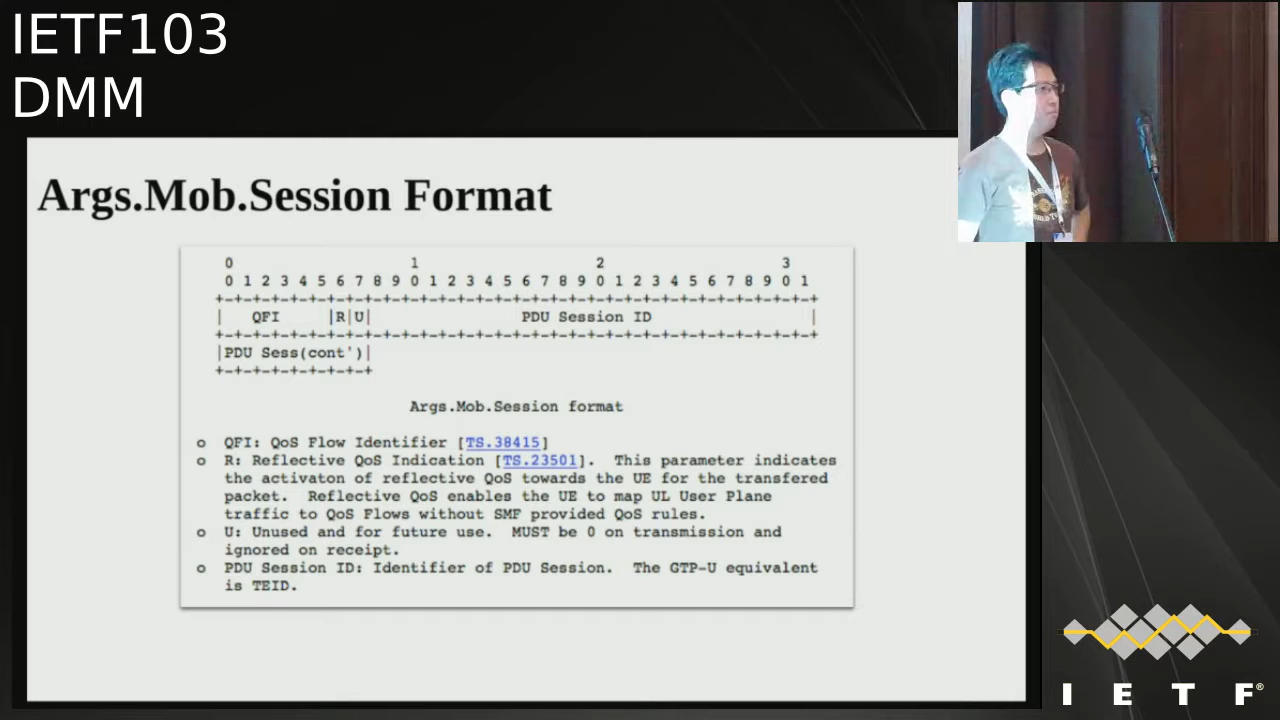 IETF103
DMM
Args.Mob.Session Format
0 1 2 3
0 1 2 3 4 5 6 7 8 9 0 1 2 3 4 5 6 7 8 9 0 1 2 3 4 5 6 7 8 9 0 1
+-+-+-+-+-+-+-+-+-+-+-+-+-+-+-+-+-+-+-+-+-+-+-+-+-+-+-+-+-+-+-+-+
| QFI |R|U| PDU Session ID |
+-+-+-+-+-+-+-+-+-+-+-+-+-+-+-+-+-+-+-+-+-+-+-+-+-+-+-+-+-+-+-+-+
|PDU Sess(cont')|
+-+-+-+-+-+-+-+-+
Args.Mob.Session format
o QFI: QoS Flow Identifier [TS.38415]
o R: Reflective QoS Indication [TS.23501]. This parameter indicates
the activaton of reflective QoS towards the UE for the transfered
packet. Reflective QoS enables the UE to map UL User Plane
traffic to QoS Flows without SMF provided QoS rules.
o U: Unused and for future use. MUST be 0 on transmission and
ignored on receipt.
o PDU Session ID: Identifier of PDU Session. The GTP-U equivalent
is TEID.
I E T F®